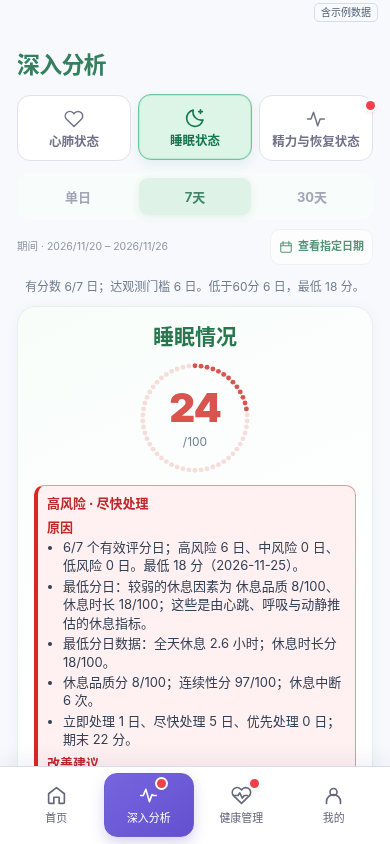 含示例数据
深入分析
心肺状态
睡眠状态
精力与恢复状态
单日
7天
30天
期间 · 2026/11/20 – 2026/11/26
查看指定日期
有分数 6/7 日；达观测门槛 6 日。低于60分 6 日，最低 18 分。
睡眠情况
24
/100
高风险 · 尽快处理
原因
• 6/7 个有效评分日；高风险 6 日、中风险 0 日、
低风险 0 日。最低 18 分（2026-11-25）。
• 最低分日：较弱的休息因素为 休息品质 8/100、
休息时长 18/100；这些是由心跳、呼吸与动静推
估的休息指标。
• 最低分日数据：全天休息 2.6 小时；休息时长分
18/100。
• 休息品质分 8/100；连续性分 97/100；休息中断
6 次。
• 立即处理 1 日、尽快处理 5 日、优先处理 0 日；
期末 22 分。
改善建议
首页
深入分析
健康管理
我的